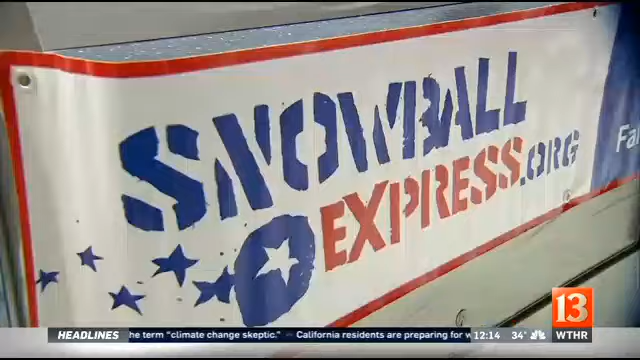 SNOWBALL
EXPRESS.ORG
Fa
13
HEADLINES he term "climate change skeptic." – California residents are preparing for w 12:14 34° WTHR